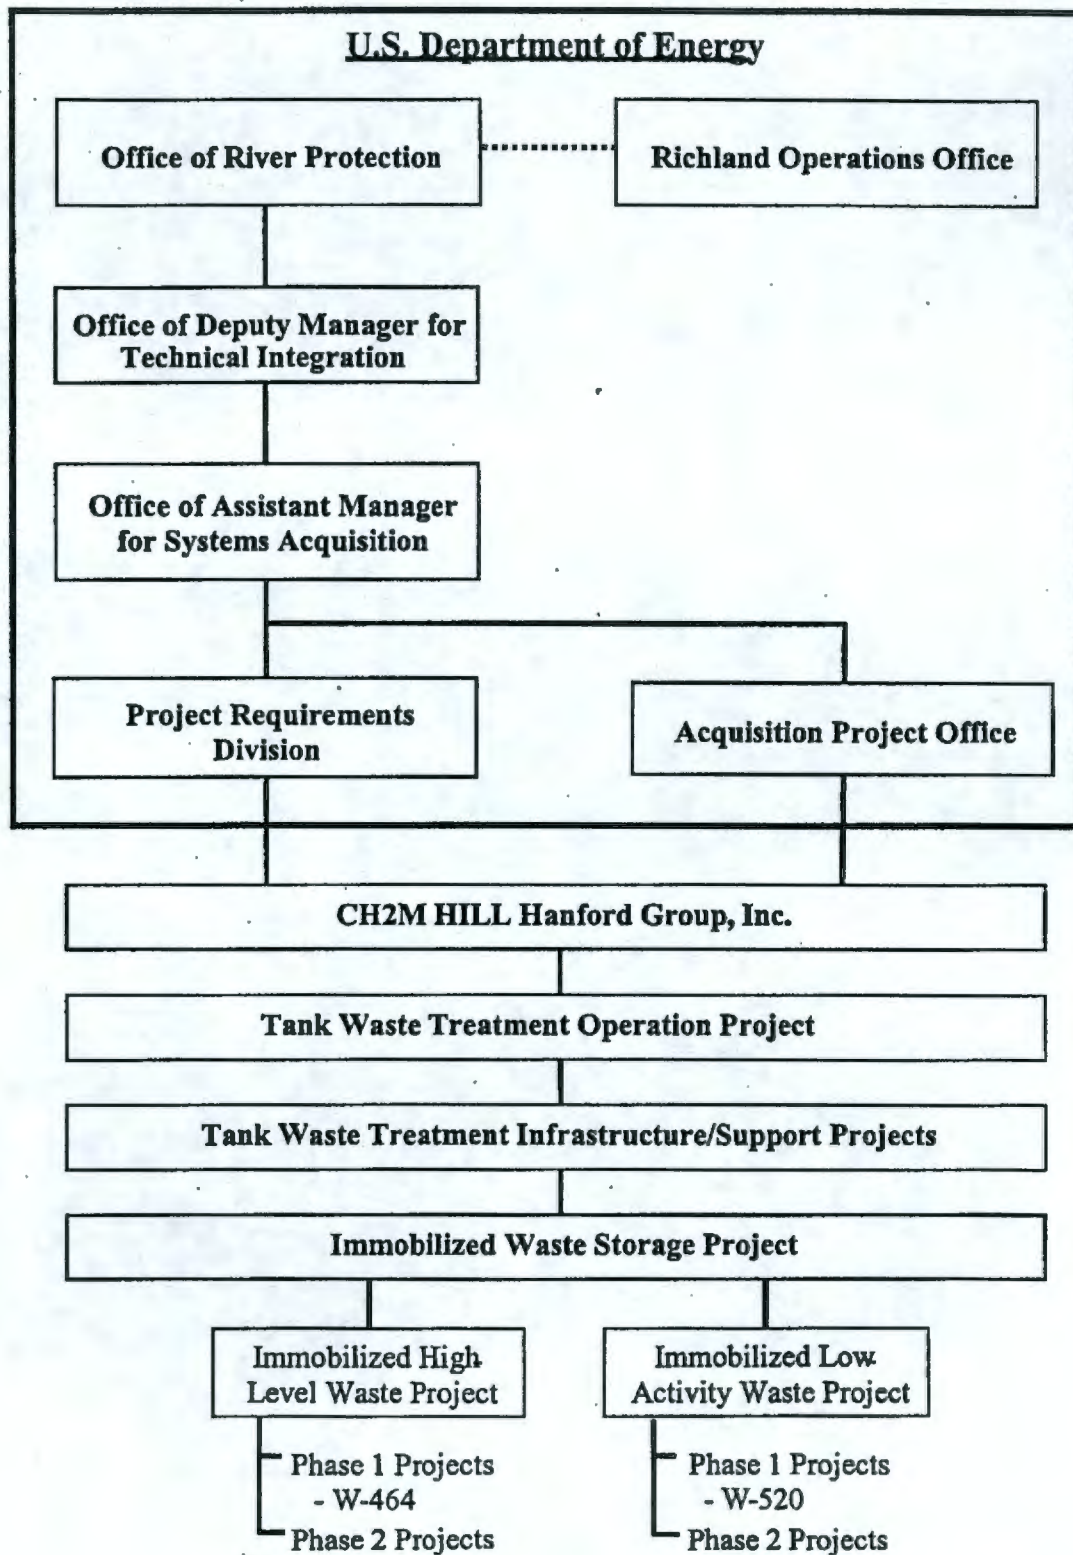 U.S. Department of Energy
Office of River Protection
Richland Operations Office
Office of Deputy Manager for
Technical Integration
Office of Assistant Manager
for Systems Acquisition
Project Requirements
Division
Acquisition Project Office
CH2M HILL Hanford Group, Inc.
Tank Waste Treatment Operation Project
Tank Waste Treatment Infrastructure/Support Projects
Immobilized Waste Storage Project
Immobilized High
Level Waste Project
Immobilized Low
Activity Waste Project
Phase 1 Projects
- W-464
Phase 2 Projects
Phase 1 Projects
- W-520
Phase 2 Projects